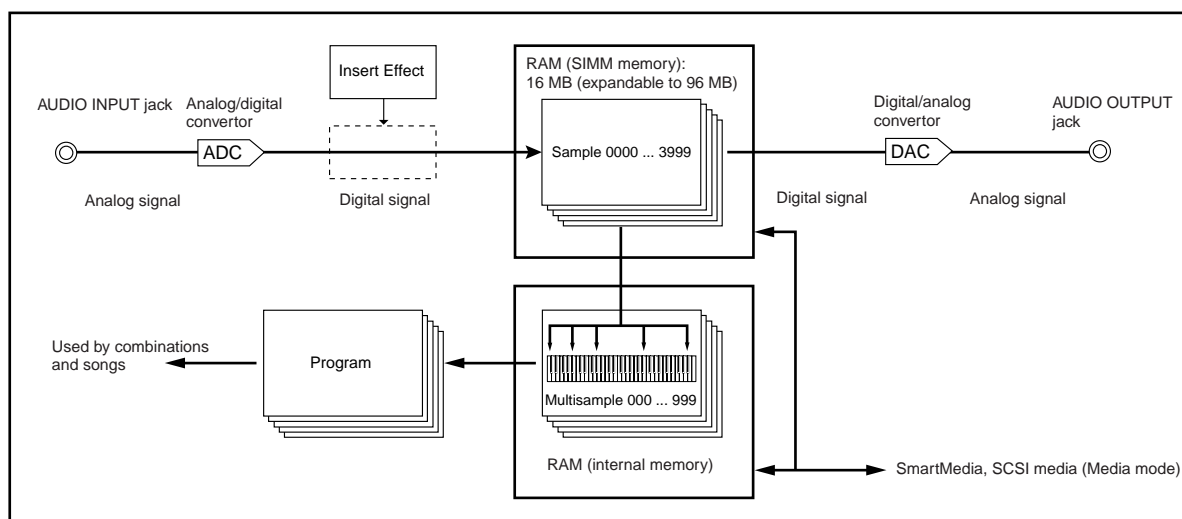 Insert Effect
RAM (SIMM memory):
16 MB (expandable to 96 MB)
AUDIO INPUT jack
Analog/digital
convertor
Digital/analog
convertor
AUDIO OUTPUT
jack
ADC
Sample 0000 ... 3999
DAC
Analog signal
Digital signal
Digital signal
Analog signal
Used by combinations
and songs
Program
Multisample 000 ... 999
RAM (internal memory)
SmartMedia, SCSI media (Media mode)